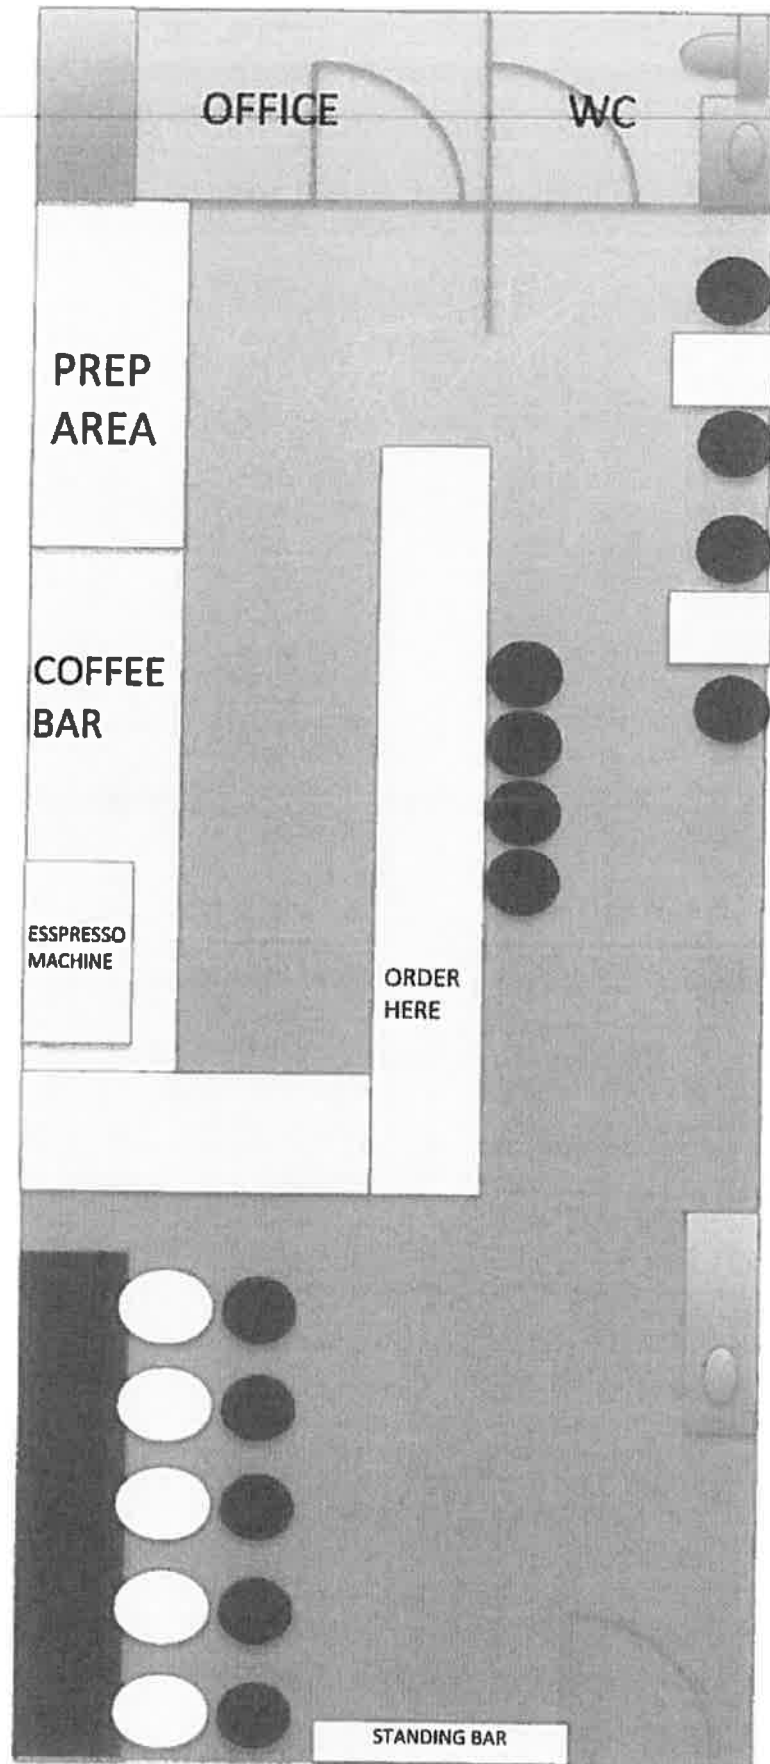 OFFICE
WC
PREP
AREA
COFFEE
BAR
ESSPRESSO
MACHINE
ORDER
HERE
STANDING BAR